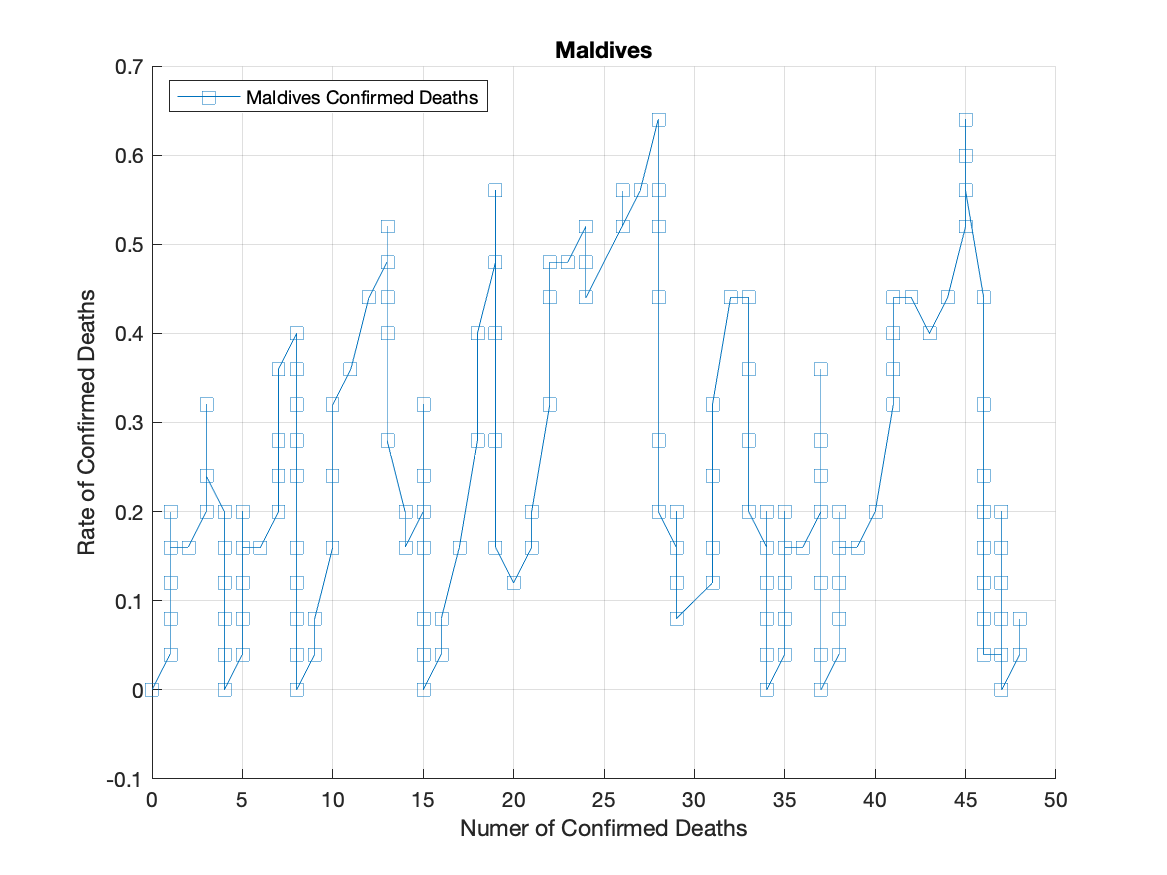 Maldives
Maldives Confirmed Deaths
Rate of Confirmed Deaths
0.7
0.6
0.5
0.4
0.3
0.2
0.1
0
-0.1
0 5 10 15 20 25 30 35 40 45 50
Numer of Confirmed Deaths